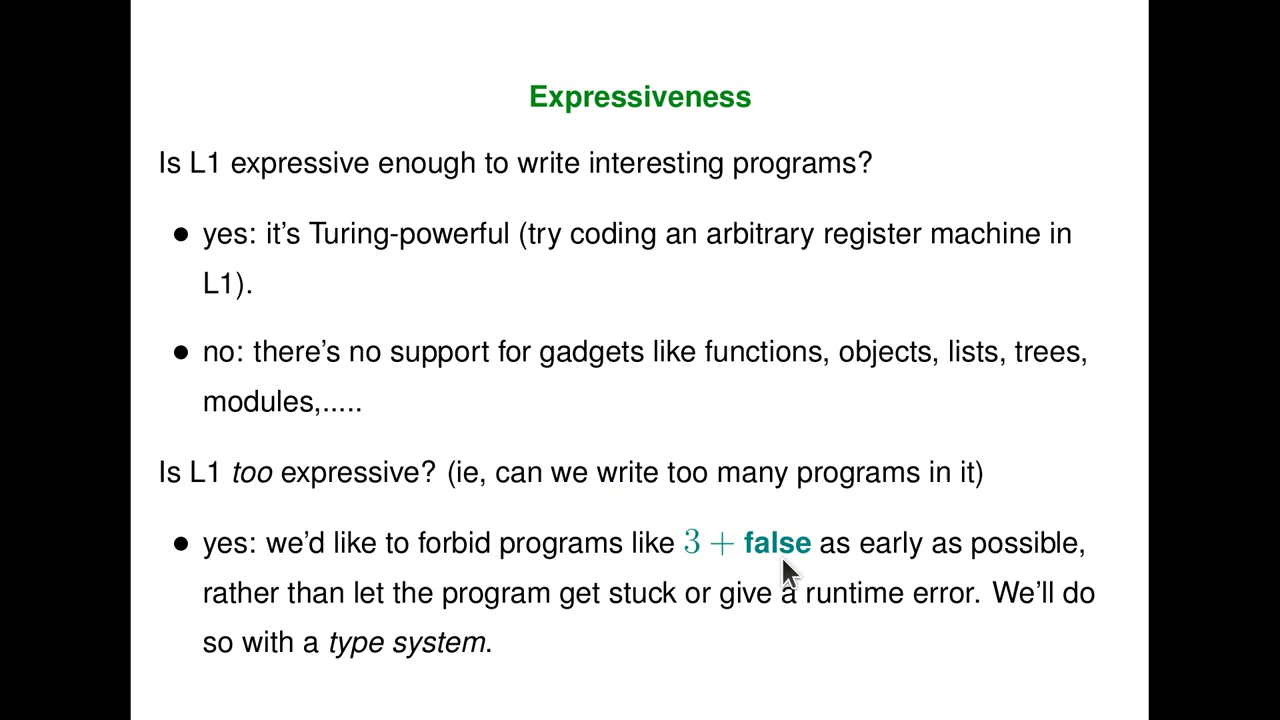 Expressiveness
Is L1 expressive enough to write interesting programs?
● yes: it's Turing-powerful (try coding an arbitrary register machine in
L1).
● no: there's no support for gadgets like functions, objects, lists, trees,
modules,.....
Is L1 too expressive? (ie, can we write too many programs in it)
● yes: we'd like to forbid programs like 3 + false as early as possible,
rather than let the program get stuck or give a runtime error. We'll do
so with a type system.